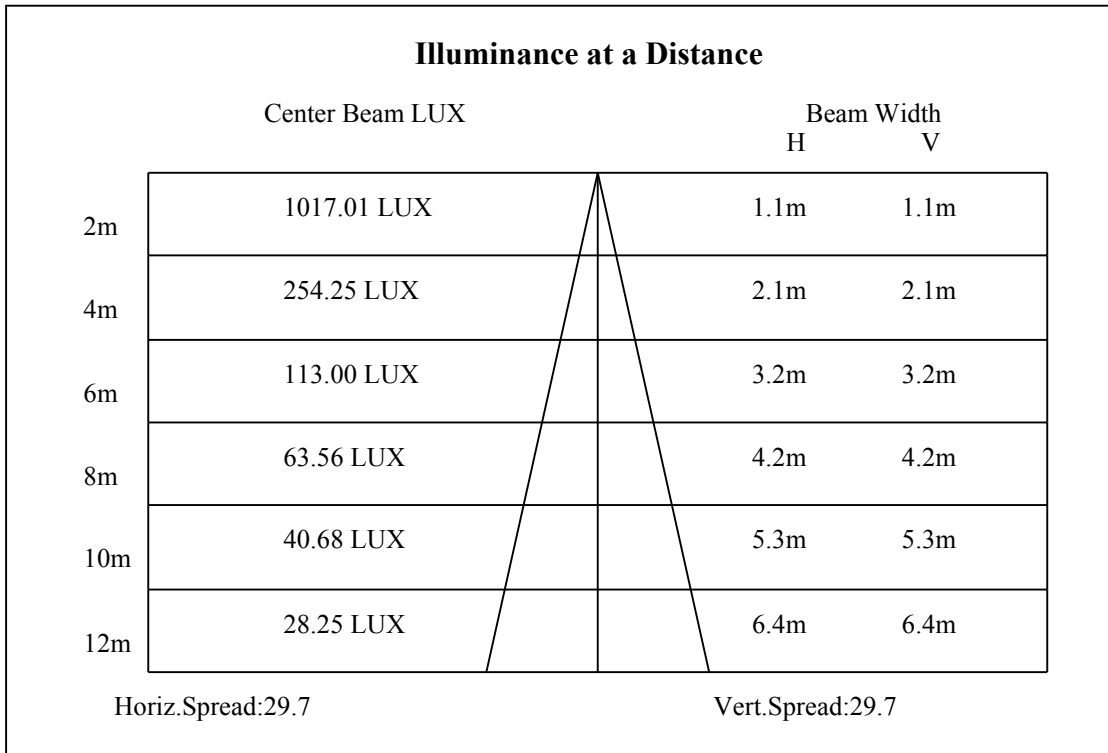 Illuminance at a Distance
Center Beam LUX Beam Width
H V
2m 1017.01 LUX 1.1m 1.1m
4m 254.25 LUX 2.1m 2.1m
6m 113.00 LUX 3.2m 3.2m
8m 63.56 LUX 4.2m 4.2m
10m 40.68 LUX 5.3m 5.3m
12m 28.25 LUX 6.4m 6.4m
Horiz.Spread:29.7 Vert.Spread:29.7